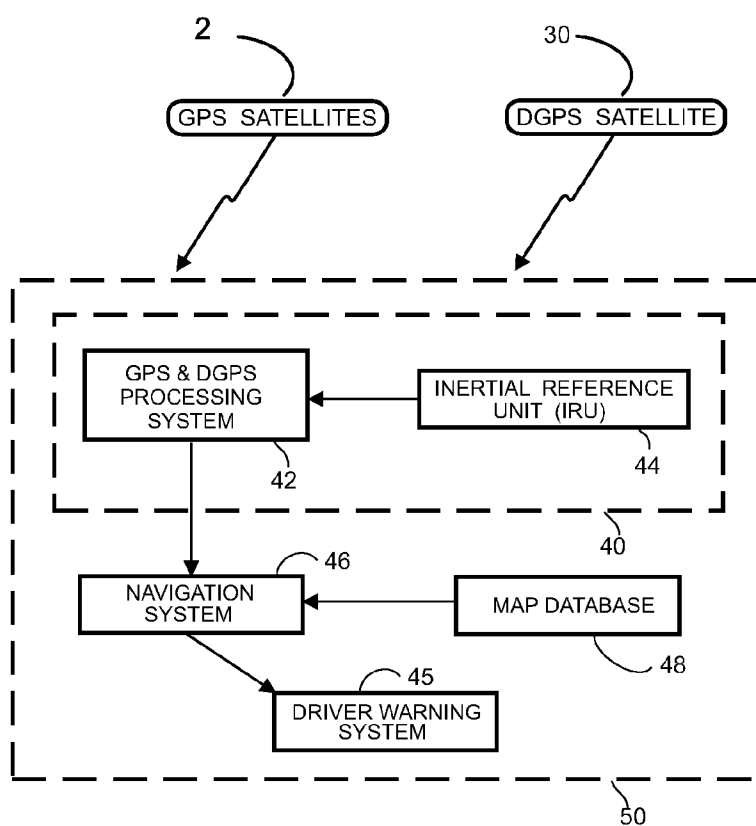 2
30
GPS SATELLITES
DGPS SATELLITE
GPS & DGPS
PROCESSING
SYSTEM
INERTIAL REFERENCE
UNIT (IRU)
42
44
40
46
NAVIGATION
SYSTEM
MAP DATABASE
48
45
DRIVER WARNING
SYSTEM
50